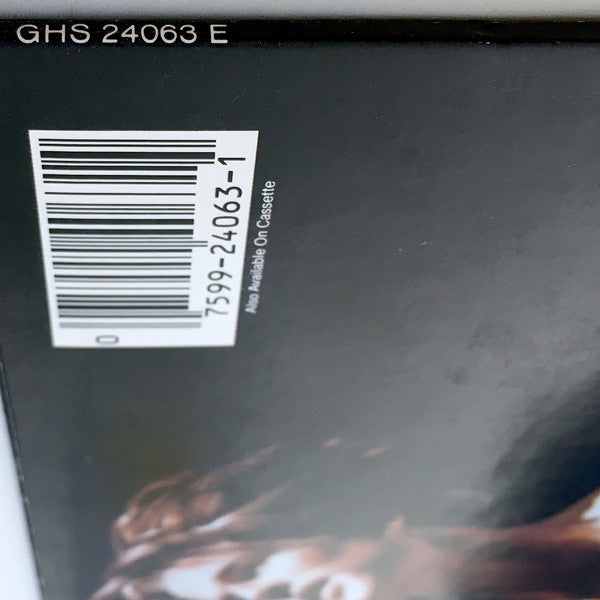 GHS 24063 E
0
7599-24063-1
Also Available On Cassette